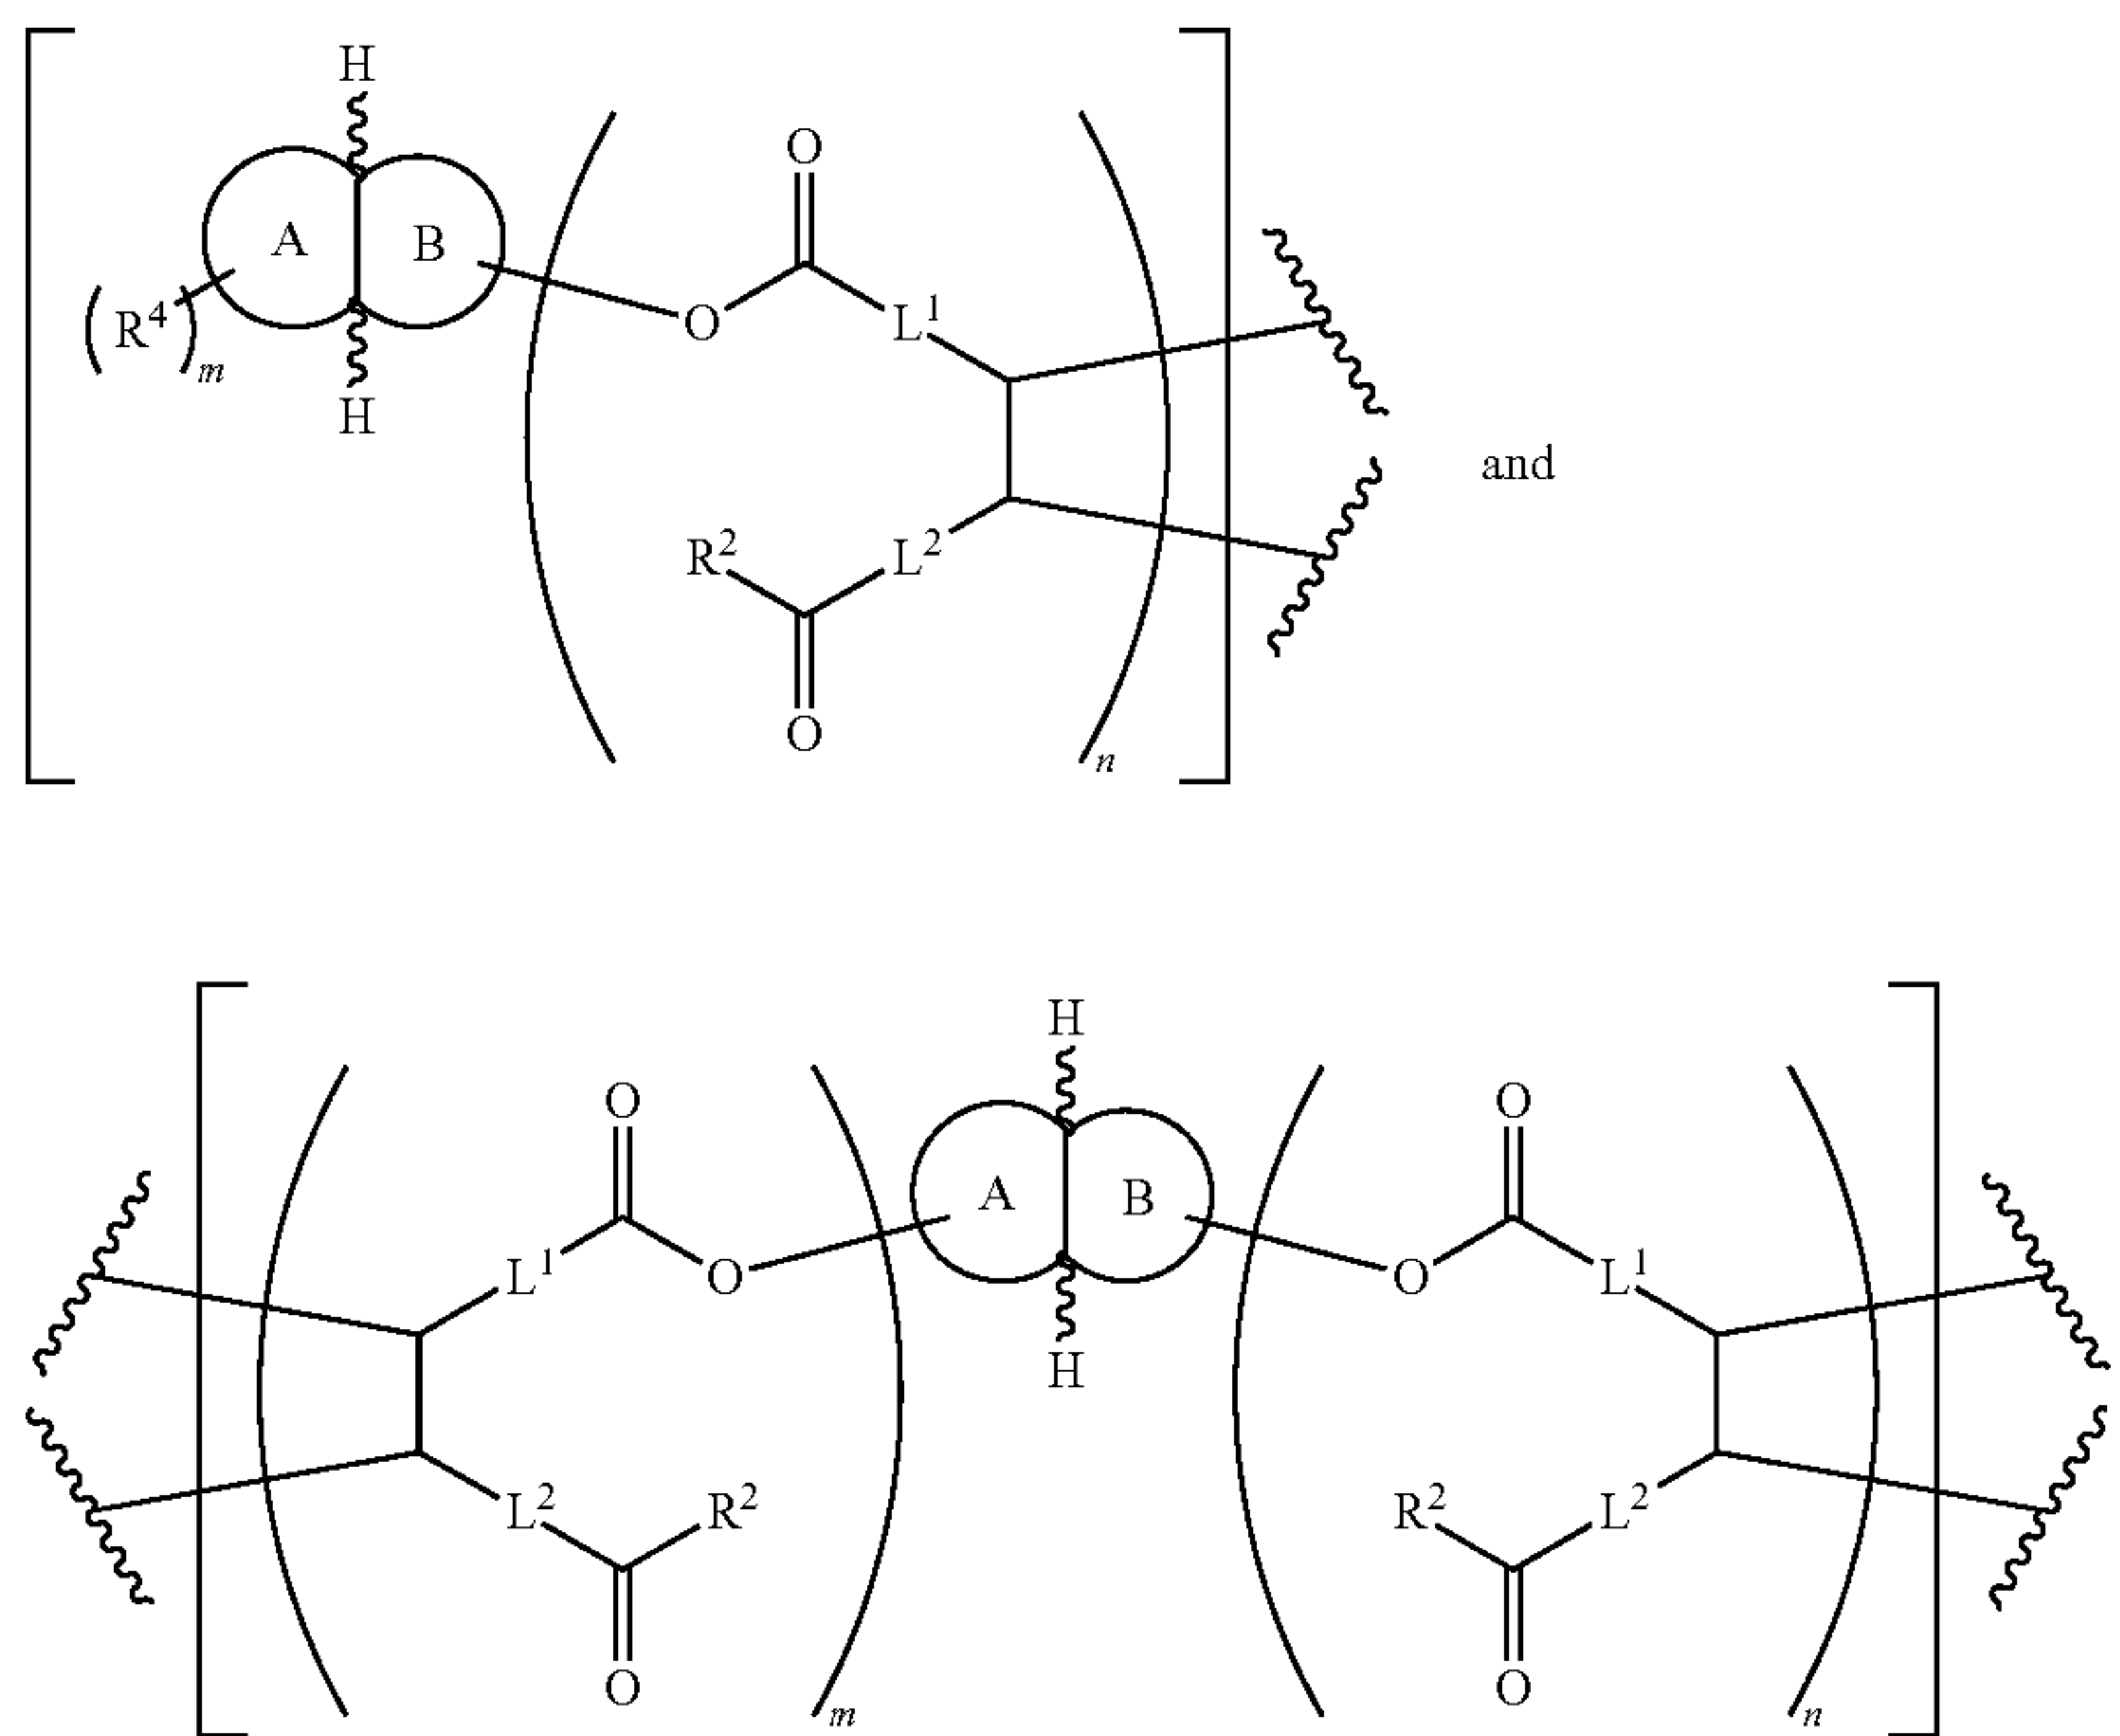 H
O
A B
(R⁴)m
O L¹
H
and
R² L²
O
n
H
O O
A B
L¹ O O L¹
H
L² R² R² L²
O O
m n